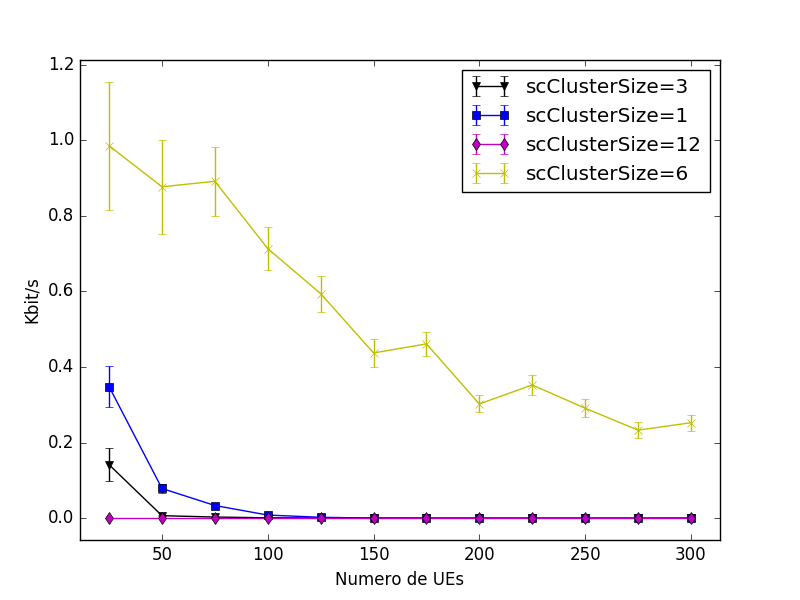 1.2
1.0
0.8
0.6
0.4
0.2
0.0
Kbit/s
scClusterSize=3
scClusterSize=1
scClusterSize=12
scClusterSize=6
50 100 150 200 250 300
Numero de UEs